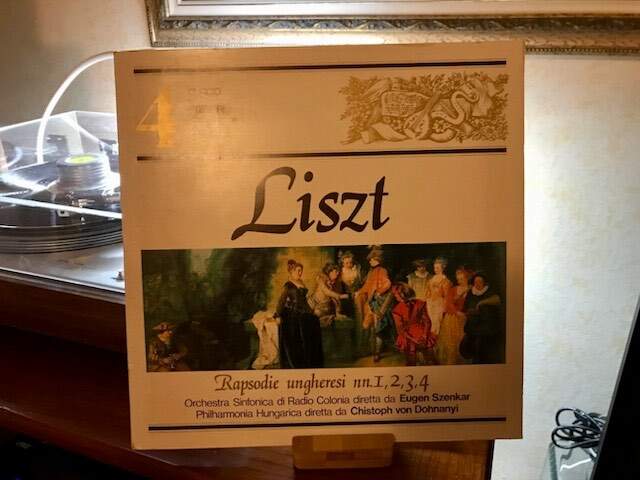 4
Liszt
Rapsodie ungheresi nn.1,2,3,4
Orchestra Sinfonica di Radio Colonia diretta da Eugen Szenkar
Philharmonia Hungarica diretta da Chistoph von Dohnanyi